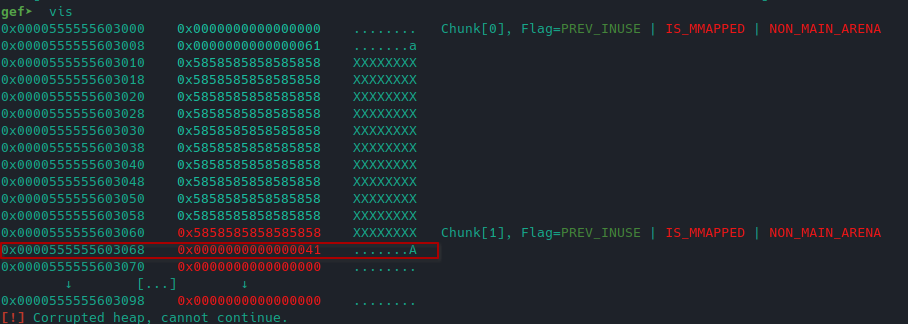 gef➤ vis
0x0000555555603000 0x0000000000000000 ........ Chunk[0], Flag=PREV_INUSE | IS_MMAPPED | NON_MAIN_ARENA
0x0000555555603008 0x0000000000000061 .......a
0x0000555555603010 0x5858585858585858 XXXXXXXX
0x0000555555603018 0x5858585858585858 XXXXXXXX
0x0000555555603020 0x5858585858585858 XXXXXXXX
0x0000555555603028 0x5858585858585858 XXXXXXXX
0x0000555555603030 0x5858585858585858 XXXXXXXX
0x0000555555603038 0x5858585858585858 XXXXXXXX
0x0000555555603040 0x5858585858585858 XXXXXXXX
0x0000555555603048 0x5858585858585858 XXXXXXXX
0x0000555555603050 0x5858585858585858 XXXXXXXX
0x0000555555603058 0x5858585858585858 XXXXXXXX
0x0000555555603060 0x5858585858585858 XXXXXXXX Chunk[1], Flag=PREV_INUSE | IS_MMAPPED | NON_MAIN_ARENA
0x0000555555603068 0x0000000000000041 .......A
0x0000555555603070 0x0000000000000000 ........
↓ [...] ↓
0x0000555555603098 0x0000000000000000 ........
[!] Corrupted heap, cannot continue.